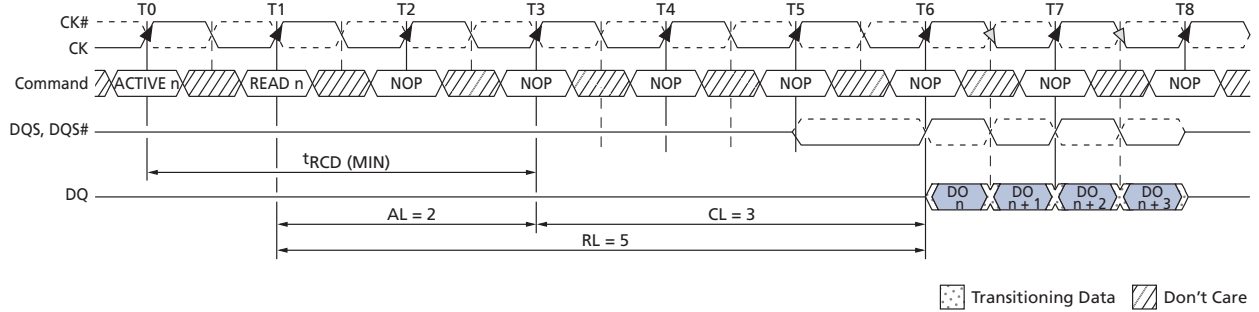 T0 T1 T2 T3 T4 T5 T6 T7 T8
CK#
CK
Command ACTIVE n READ n NOP NOP NOP NOP NOP NOP NOP
DQS, DQS#
tRCD (MIN)
DQ DO n DO n + 1 DO n + 2 DO n + 3
AL = 2 CL = 3
RL = 5
Transitioning Data Don't Care